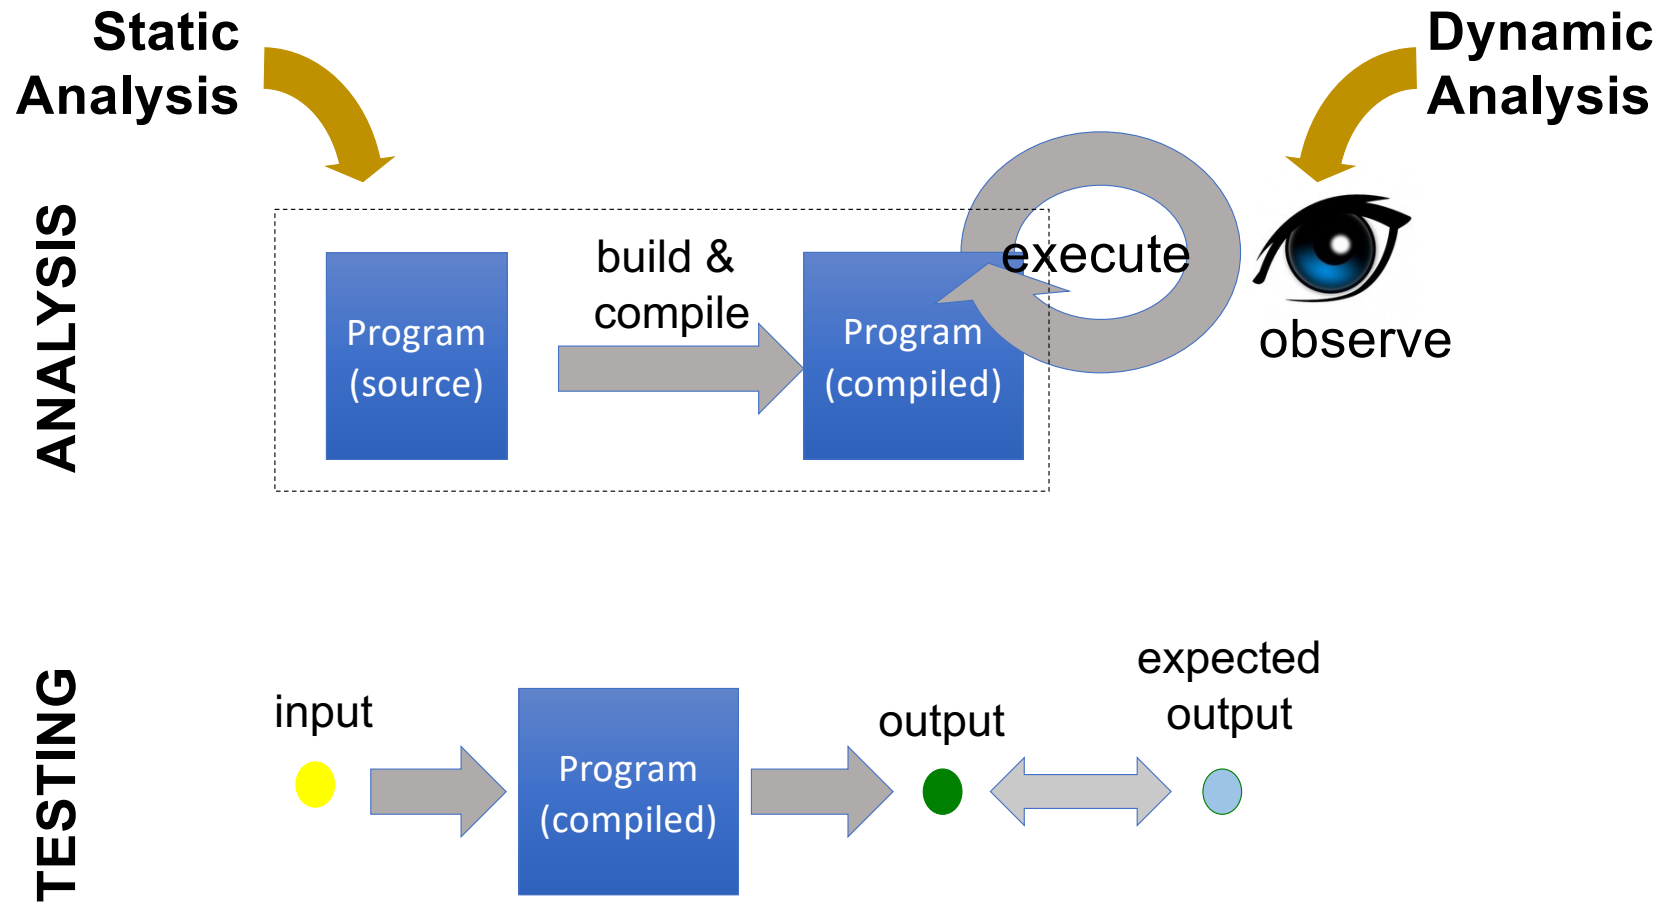 Static
Analysis
Dynamic
Analysis
ANALYSIS
build &
compile
execute
Program
(source)
Program
(compiled)
observe
TESTING
input
Program
(compiled)
output
expected
output